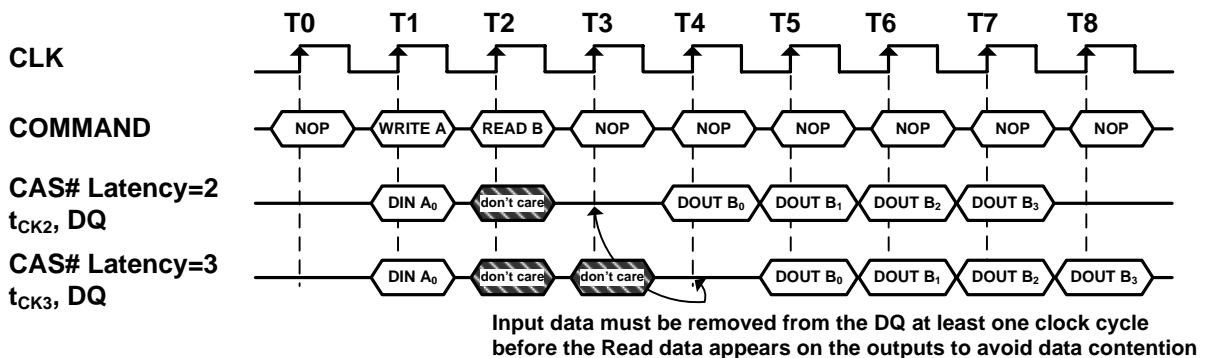 T0 T1 T2 T3 T4 T5 T6 T7 T8
CLK
COMMAND NOP WRITE A READ B NOP NOP NOP NOP NOP NOP
CAS# Latency=2
tCK2, DQ DIN A0 don't care DOUT B0 DOUT B1 DOUT B2 DOUT B3
CAS# Latency=3
tCK3, DQ DIN A0 don't care don't care DOUT B0 DOUT B1 DOUT B2 DOUT B3
Input data must be removed from the DQ at least one clock cycle
before the Read data appears on the outputs to avoid data contention